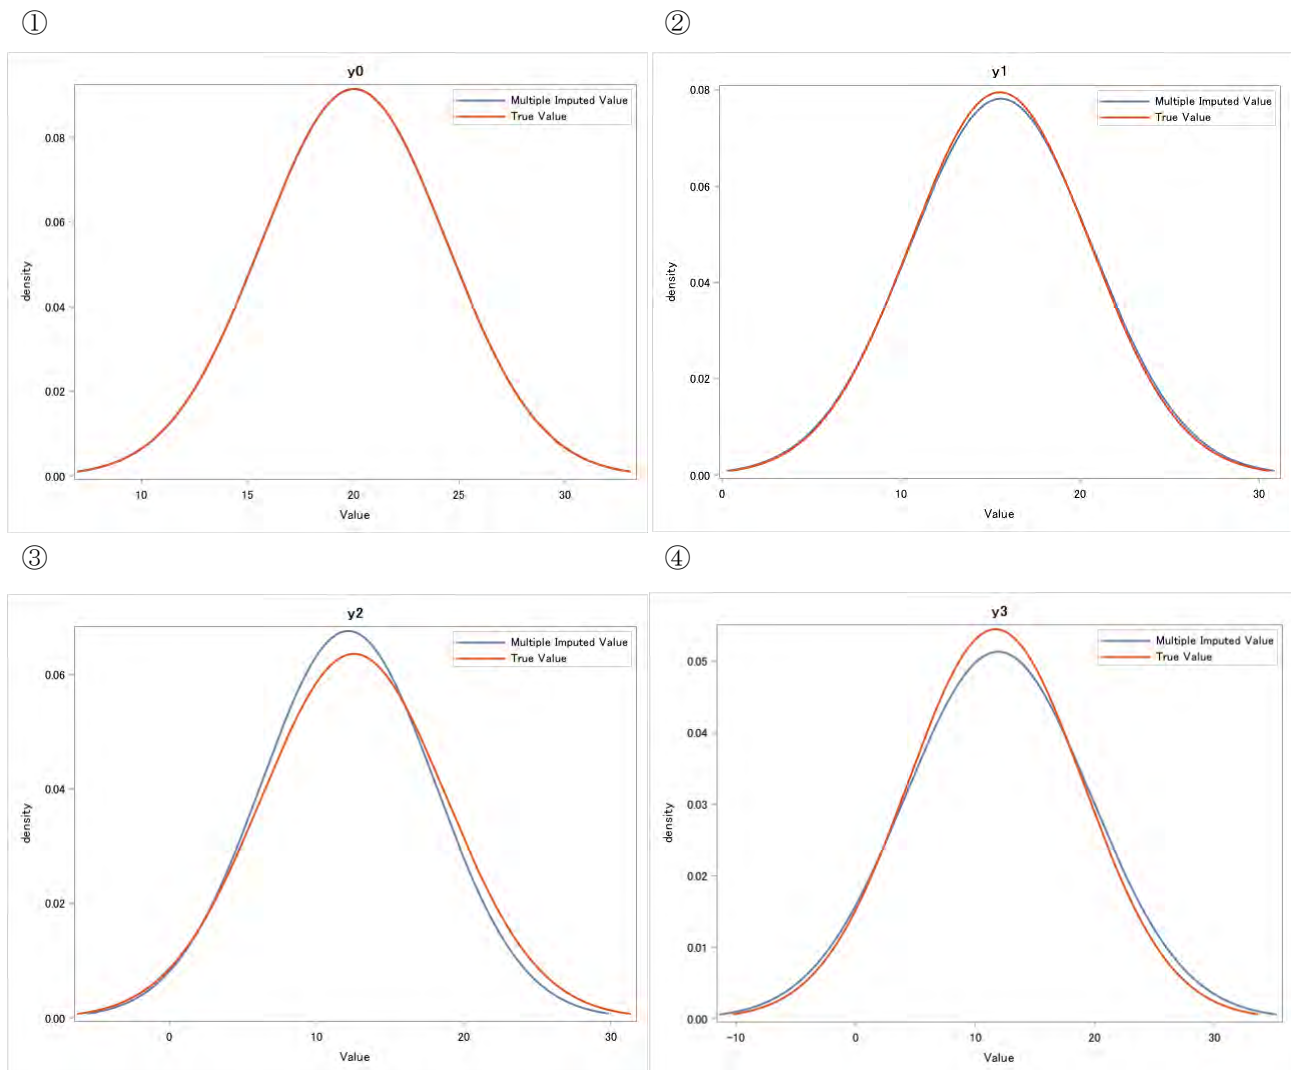 ①
y0
Multiple Imputed Value
True Value
0.08
0.06
0.04
0.02
0.00
density
10 15 20 25 30
Value
②
y1
Multiple Imputed Value
True Value
0.08
0.06
0.04
0.02
0.00
density
0 10 20 30
Value
③
y2
Multiple Imputed Value
True Value
0.06
0.04
0.02
0.00
density
0 10 20 30
Value
④
y3
Multiple Imputed Value
True Value
0.05
0.04
0.03
0.02
0.01
0.00
density
−10 0 10 20 30
Value